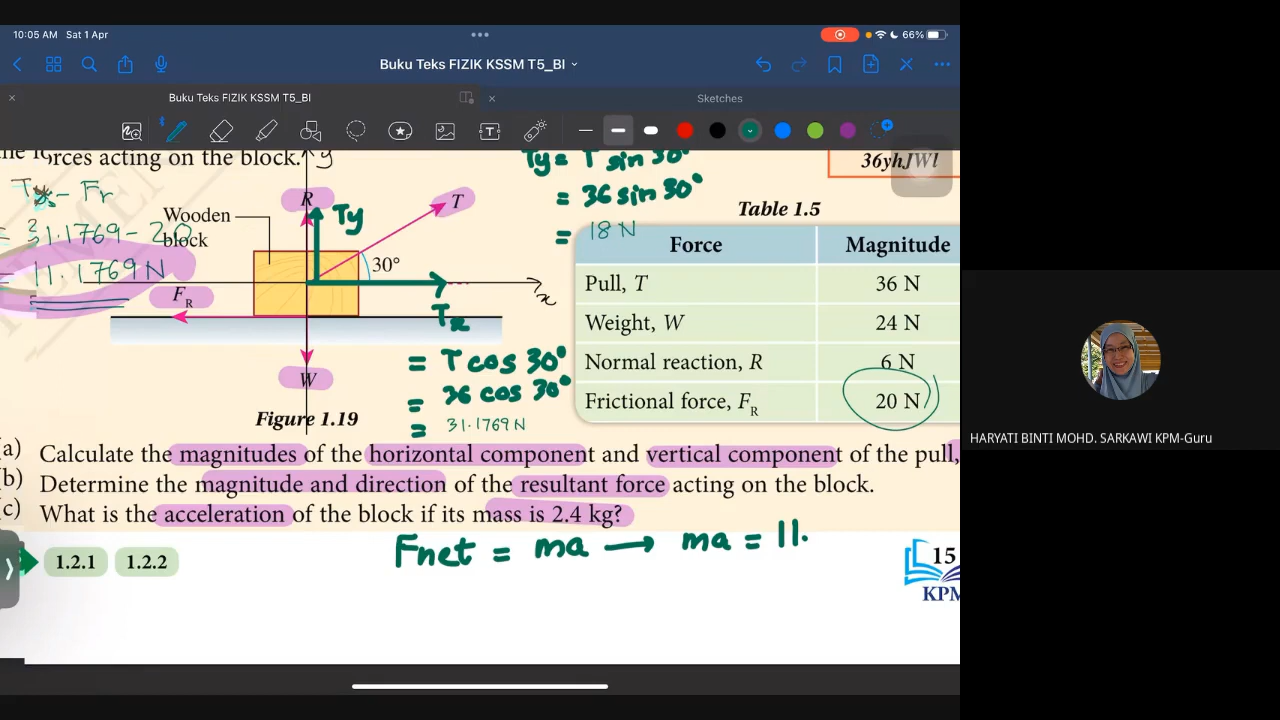 10:05 AM Sat 1 Apr
66%
Buku Teks FIZIK KSSM T5_BI
Buku Teks FIZIK KSSM T5_BI
Sketches
forces acting on the block.
y
- Fr
= 31.1769 - 20
= 11.1769 N
Wooden
block
R
Ty
T
30°
x
FR
Tx
W
Figure 1.19
Ty = T sin 30°
= 36 sin 30°
= 18 N
= T cos 30°
= 36 cos 30°
= 31.1769 N
36yhJWl
Table 1.5
Force Magnitude
Pull, T 36 N
Weight, W 24 N
Normal reaction, R 6 N
Frictional force, FR 20 N
(a) Calculate the magnitudes of the horizontal component and vertical component of the pull,
(b) Determine the magnitude and direction of the resultant force acting on the block.
(c) What is the acceleration of the block if its mass is 2.4 kg?
Fnet = ma → ma = 11.
1.2.1 1.2.2
15
KPM
HARYATI BINTI MOHD. SARKAWI KPM-Guru